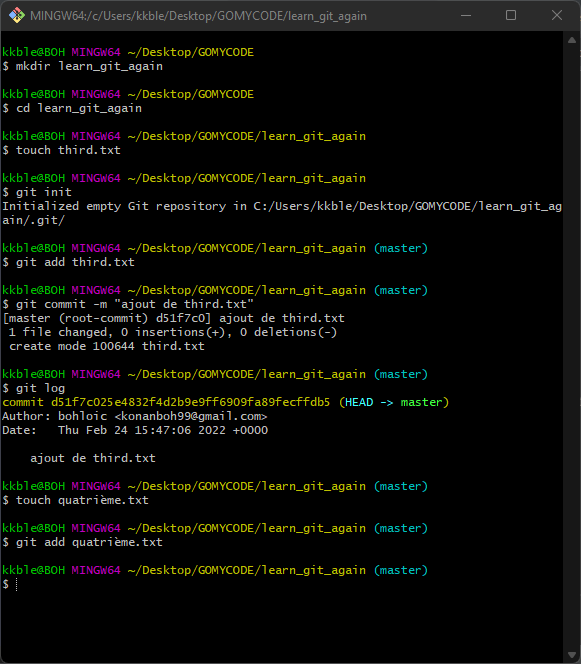 MINGW64:/c/Users/kkble/Desktop/GOMYCODE/learn_git_again
kkble@BOH MINGW64 ~/Desktop/GOMYCODE
$ mkdir learn_git_again
kkble@BOH MINGW64 ~/Desktop/GOMYCODE
$ cd learn_git_again
kkble@BOH MINGW64 ~/Desktop/GOMYCODE/learn_git_again
$ touch third.txt
kkble@BOH MINGW64 ~/Desktop/GOMYCODE/learn_git_again
$ git init
Initialized empty Git repository in C:/Users/kkble/Desktop/GOMYCODE/learn_git_ag
ain/.git/
kkble@BOH MINGW64 ~/Desktop/GOMYCODE/learn_git_again (master)
$ git add third.txt
kkble@BOH MINGW64 ~/Desktop/GOMYCODE/learn_git_again (master)
$ git commit -m "ajout de third.txt"
[master (root-commit) d51f7c0] ajout de third.txt
 1 file changed, 0 insertions(+), 0 deletions(-)
 create mode 100644 third.txt
kkble@BOH MINGW64 ~/Desktop/GOMYCODE/learn_git_again (master)
$ git log
commit d51f7c025e4832f4d2b9e9ff6909fa89fecffdb5 (HEAD -> master)
Author: bohloic <konanboh99@gmail.com>
Date:   Thu Feb 24 15:47:06 2022 +0000
    ajout de third.txt
kkble@BOH MINGW64 ~/Desktop/GOMYCODE/learn_git_again (master)
$ touch quatrième.txt
kkble@BOH MINGW64 ~/Desktop/GOMYCODE/learn_git_again (master)
$ git add quatrième.txt
kkble@BOH MINGW64 ~/Desktop/GOMYCODE/learn_git_again (master)
$